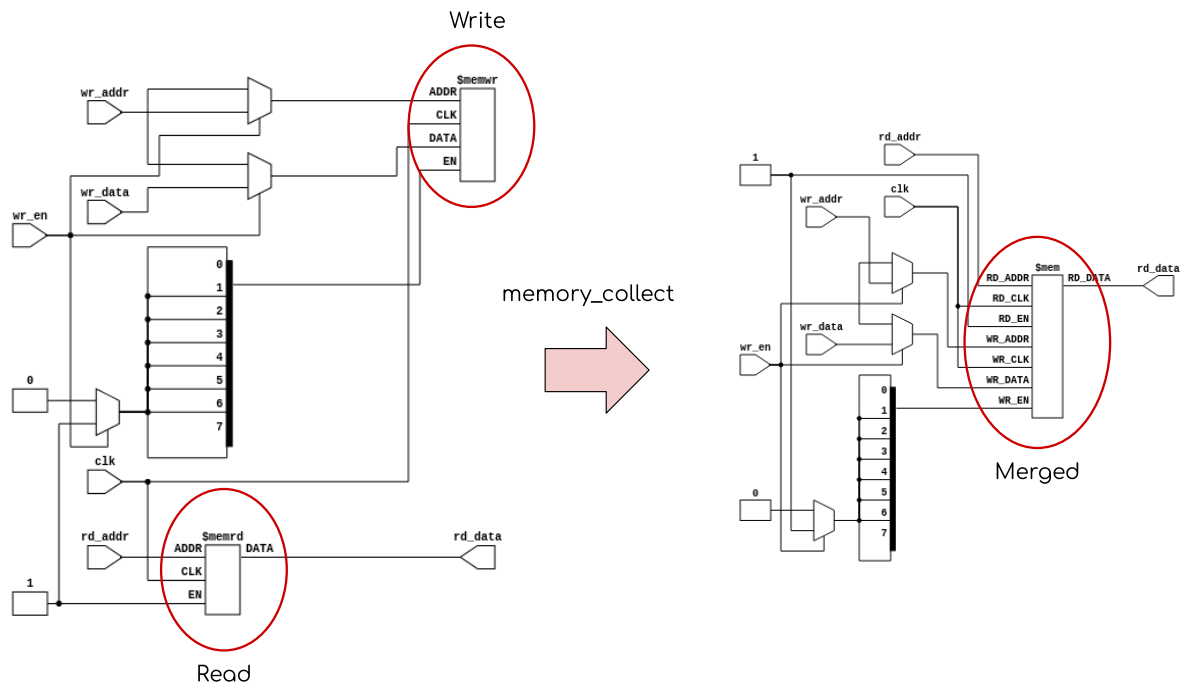 Write
$memwr
wr_addr
ADDR
CLK
DATA
EN
wr_data
wr_en
0
1
2
3
4
5
6
7
0
1
clk
rd_addr
$memrd
ADDR
DATA
CLK
EN
rd_data
1
Read
memory_collect
rd_addr
1
clk
wr_addr
$mem
RD_ADDR
RD_DATA
rd_data
RD_CLK
RD_EN
wr_data
WR_ADDR
wr_en
WR_CLK
WR_DATA
WR_EN
0
1
2
3
4
5
6
7
0
1
Merged